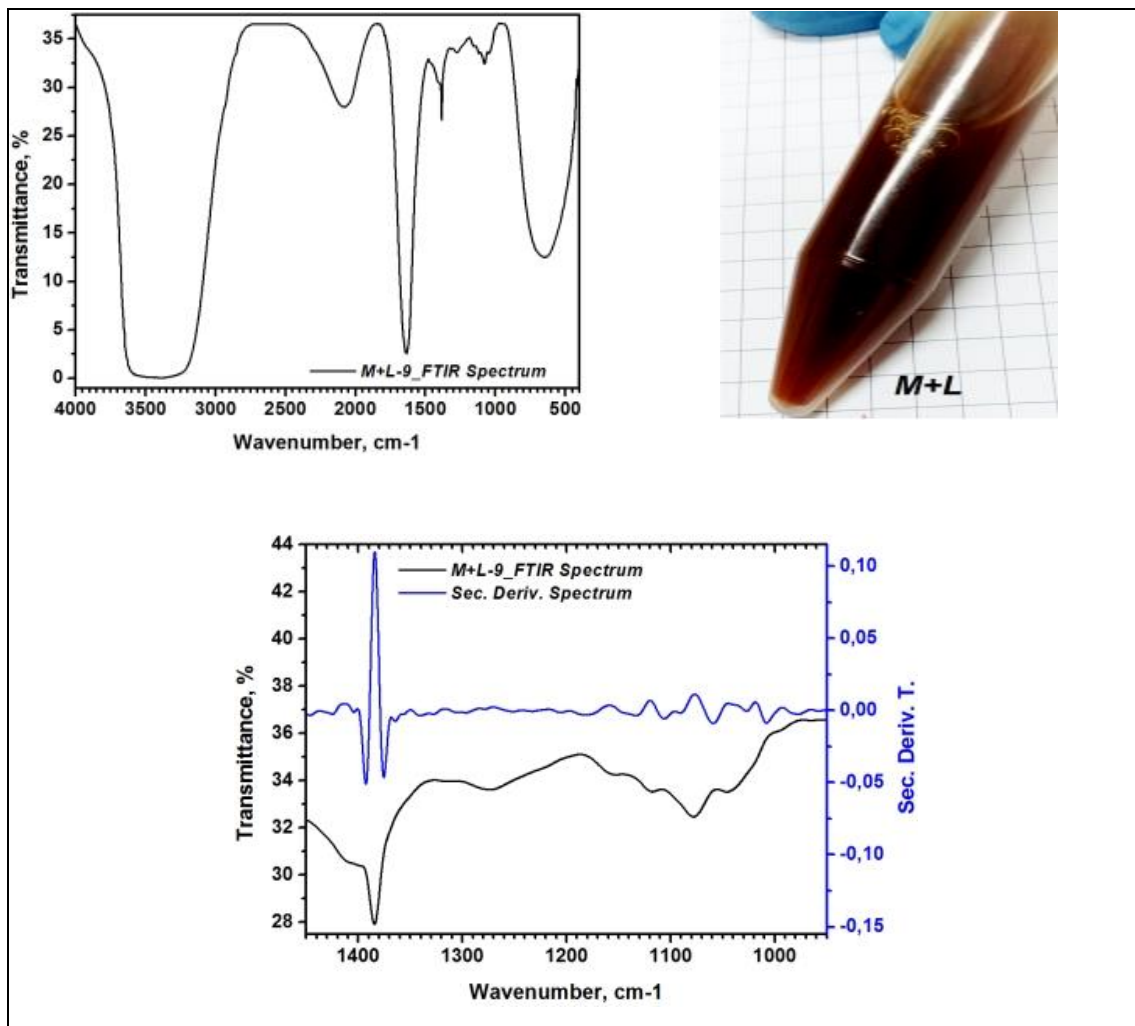 Transmittance, %
35
30
25
20
15
10
5
0
M+L-9_FTIR Spectrum
4000 3500 3000 2500 2000 1500 1000 500
Wavenumber, cm-1
M+L
Transmittance, %
44
42
40
38
36
34
32
30
28
M+L-9_FTIR Spectrum
Sec. Deriv. Spectrum
0,10
0,05
0,00
-0,05
-0,10
-0,15
Sec. Deriv. T.
1400 1300 1200 1100 1000
Wavenumber, cm-1